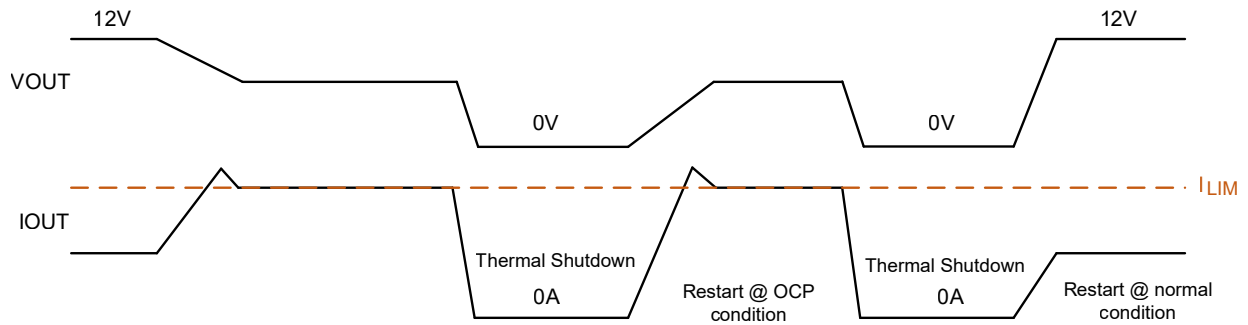 12V
12V
VOUT
0V
0V
ILIM
IOUT
Thermal Shutdown
0A
Restart @ OCP
condition
Thermal Shutdown
0A
Restart @ normal
condition